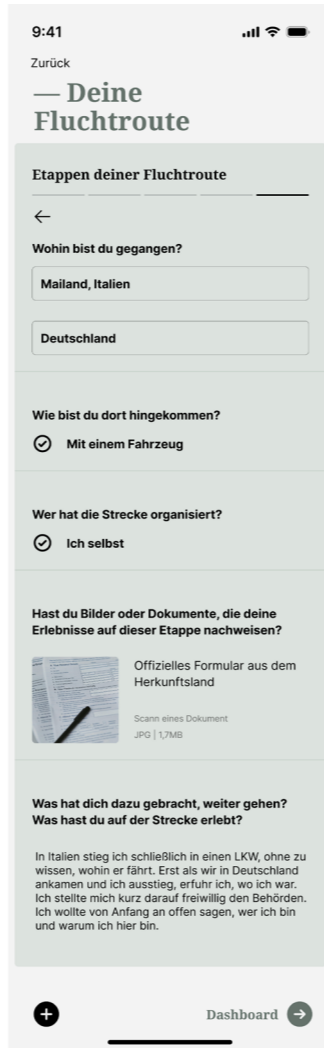 9:41
Zurück
— Deine
Fluchtroute
Etappen deiner Fluchtroute
Wohin bist du gegangen?
Mailand, Italien
Deutschland
Wie bist du dort hingekommen?
Mit einem Fahrzeug
Wer hat die Strecke organisiert?
Ich selbst
Hast du Bilder oder Dokumente, die deine
Erlebnisse auf dieser Etappe nachweisen?
Offizielles Formular aus dem
Herkunftsland
Scann eines Dokument
JPG | 1,7MB
Was hat dich dazu gebracht, weiter gehen?
Was hast du auf der Strecke erlebt?
In Italien stieg ich schließlich in einen LKW, ohne zu
wissen, wohin er fährt. Erst als wir in Deutschland
ankamen und ich ausstieg, erfuhr ich, wo ich war.
Ich stellte mich kurz darauf freiwillig den Behörden.
Ich wollte von Anfang an offen sagen, wer ich bin
und warum ich hier bin.
Dashboard